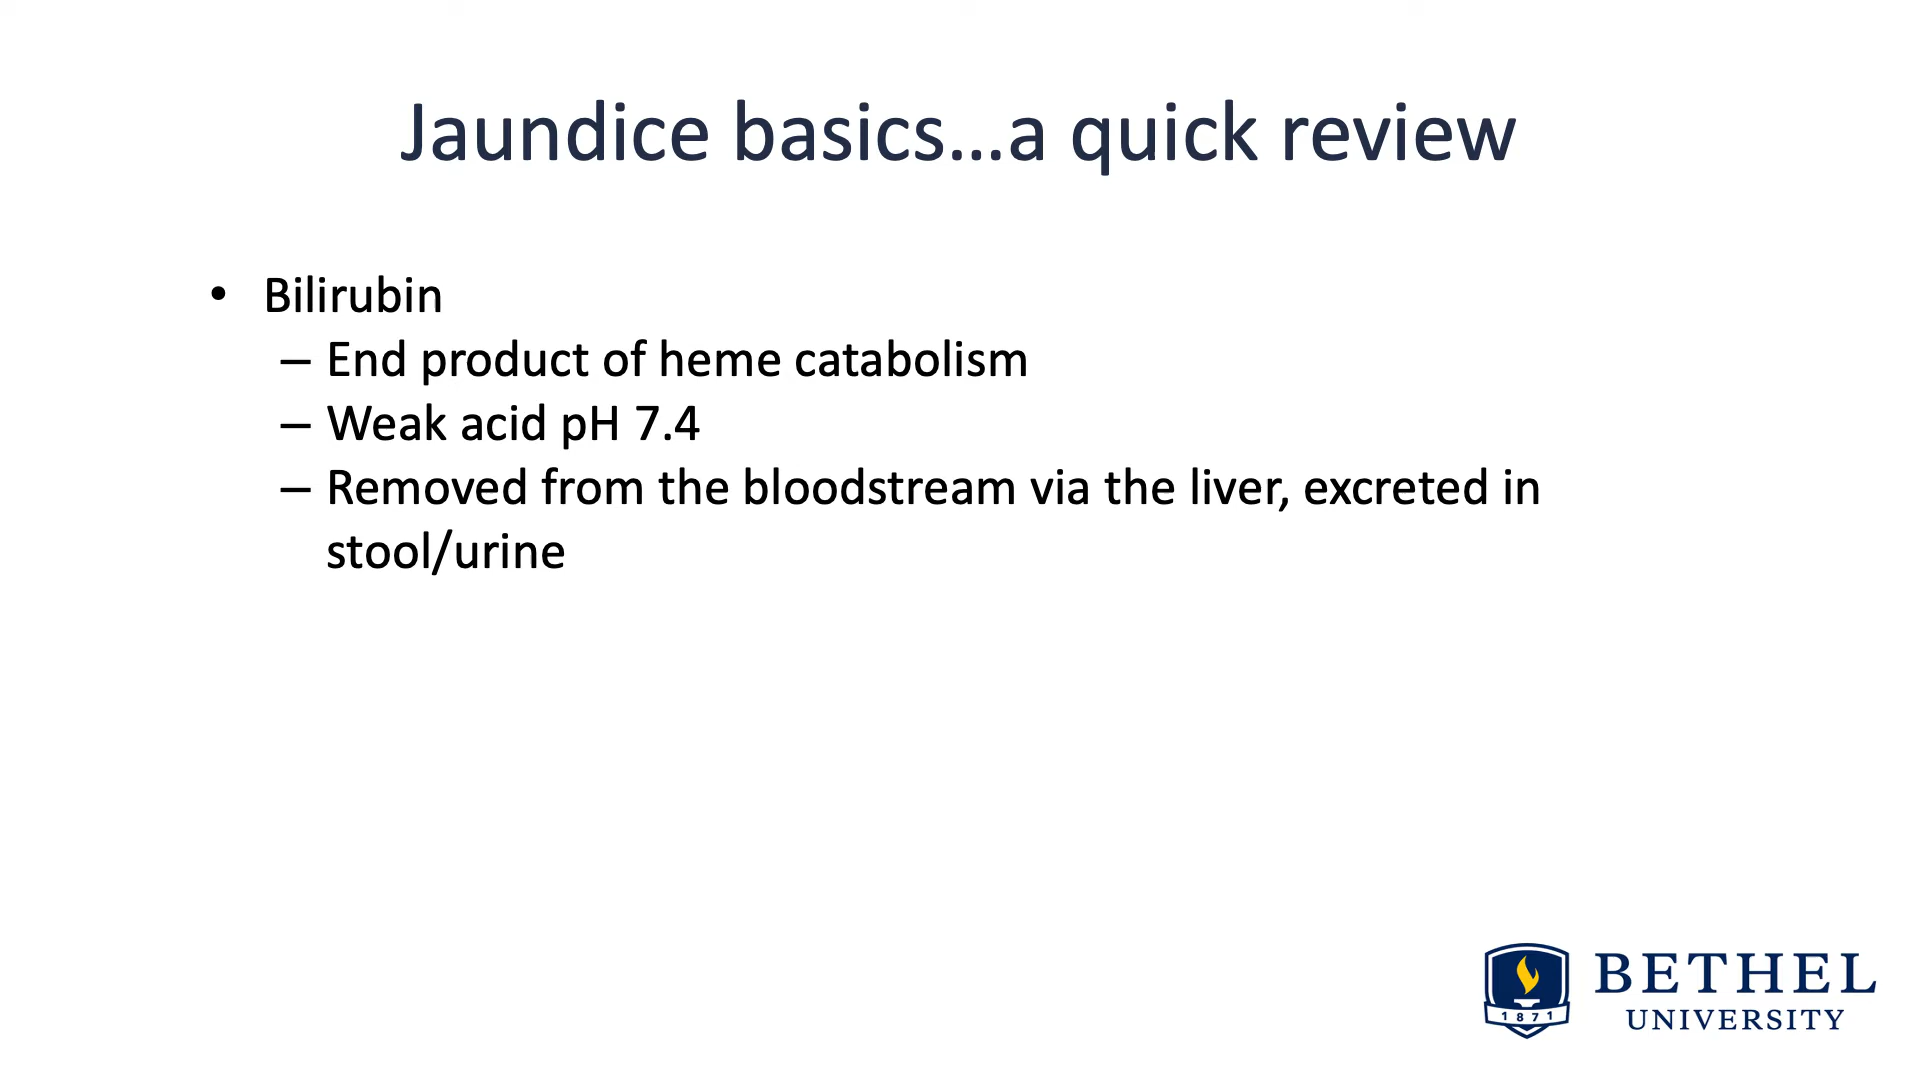 Jaundice basics...a quick review
• Bilirubin
– End product of heme catabolism
– Weak acid pH 7.4
– Removed from the bloodstream via the liver, excreted in
stool/urine
1871
BETHEL
UNIVERSITY